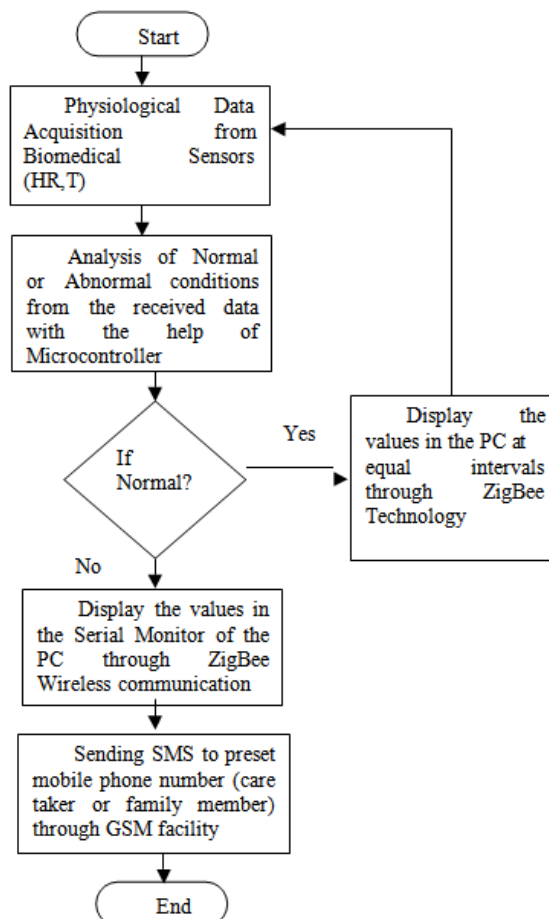 Start
Physiological Data
Acquisition from
Biomedical Sensors
(HR,T)
Analysis of Normal
or Abnormal conditions
from the received data
with the help of
Microcontroller
If
Normal?
Yes
Display the
values in the PC at
equal intervals
through ZigBee
Technology
No
Display the values in
the Serial Monitor of the
PC through ZigBee
Wireless communication
Sending SMS to preset
mobile phone number (care
taker or family member)
through GSM facility
End